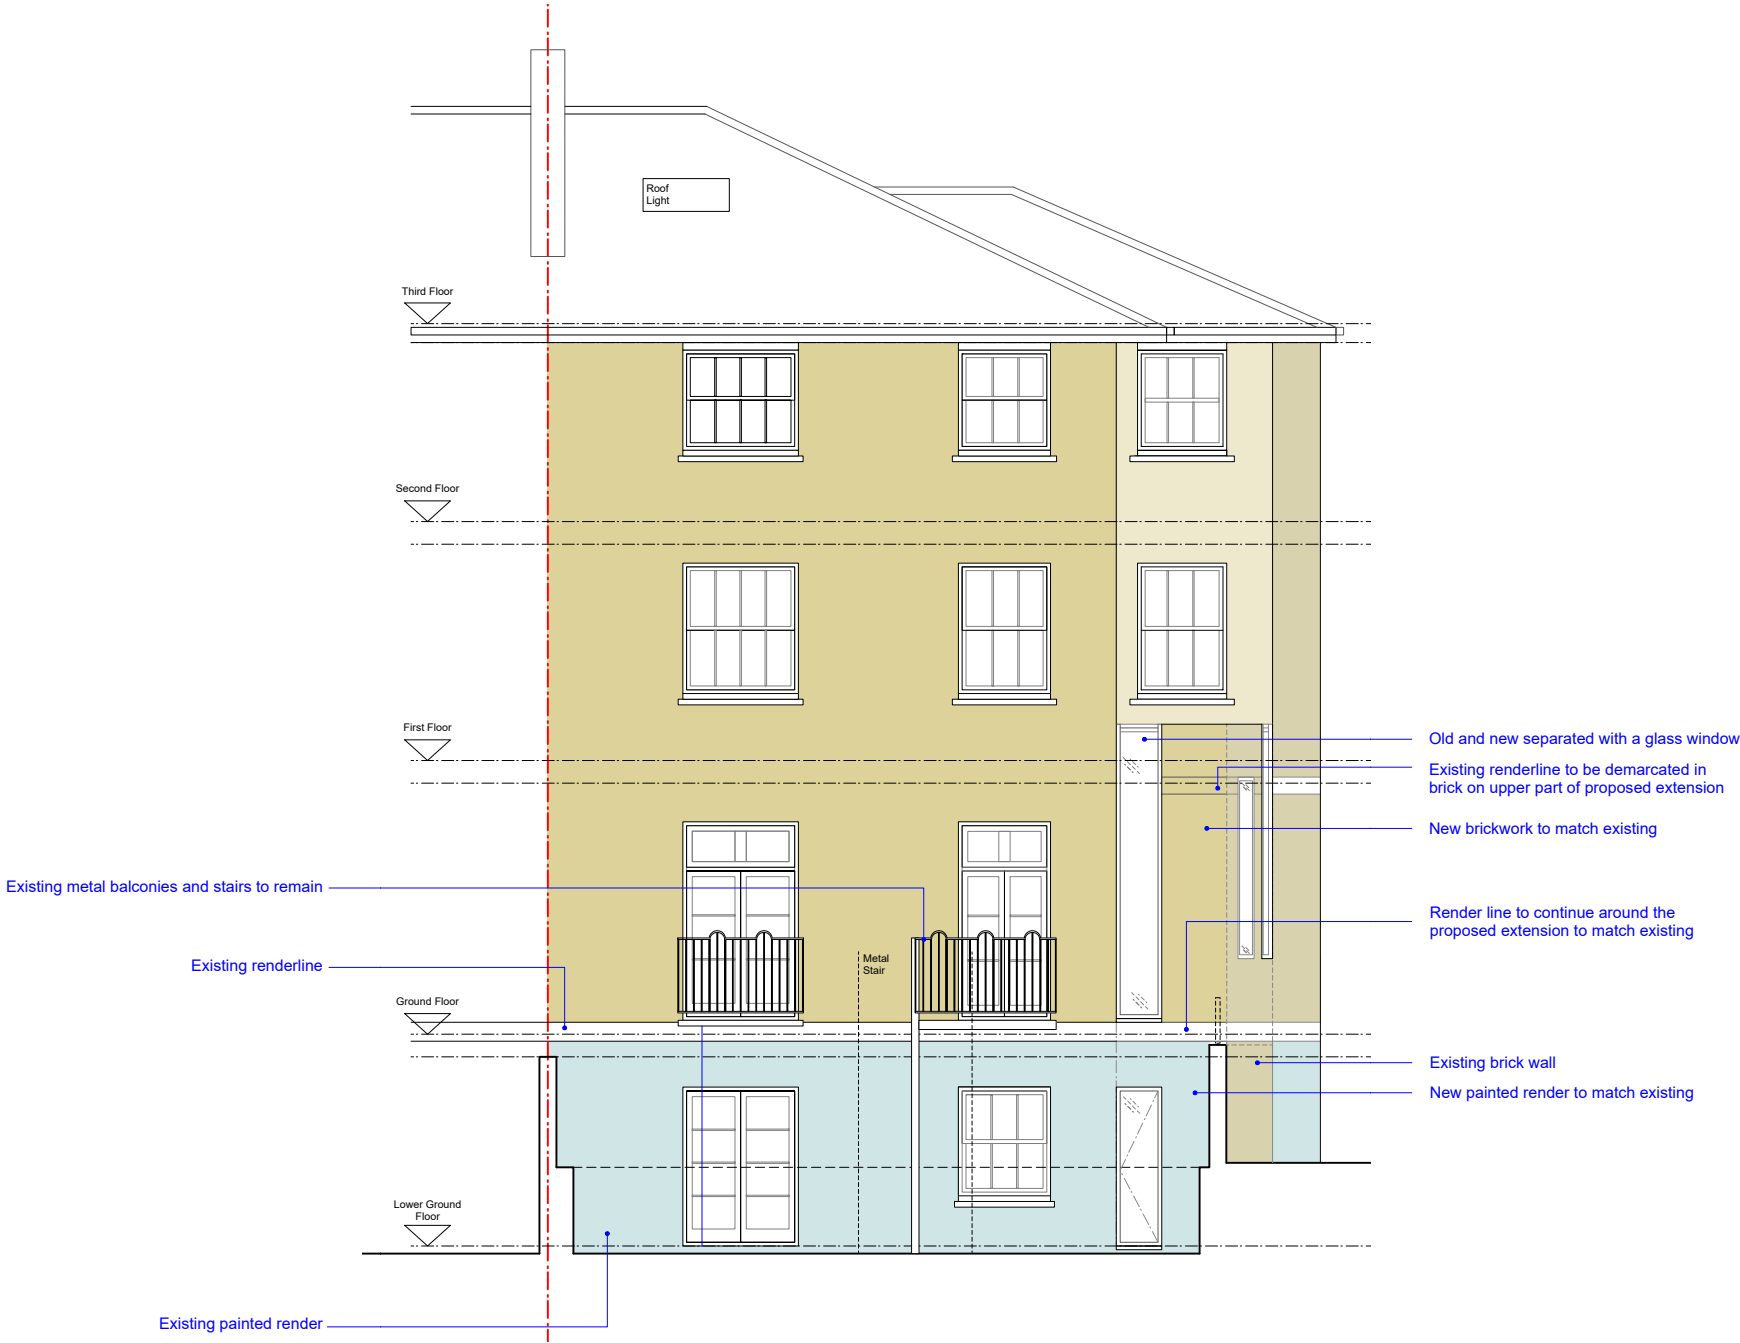 Roof
Light
Third Floor
Second Floor
First Floor
Old and new separated with a glass window
Existing renderline to be demarcated in
brick on upper part of proposed extension
New brickwork to match existing
Existing metal balconies and stairs to remain
Render line to continue around the
proposed extension to match existing
Metal
Stair
Existing renderline
Ground Floor
Existing brick wall
New painted render to match existing
Lower Ground
Floor
Existing painted render